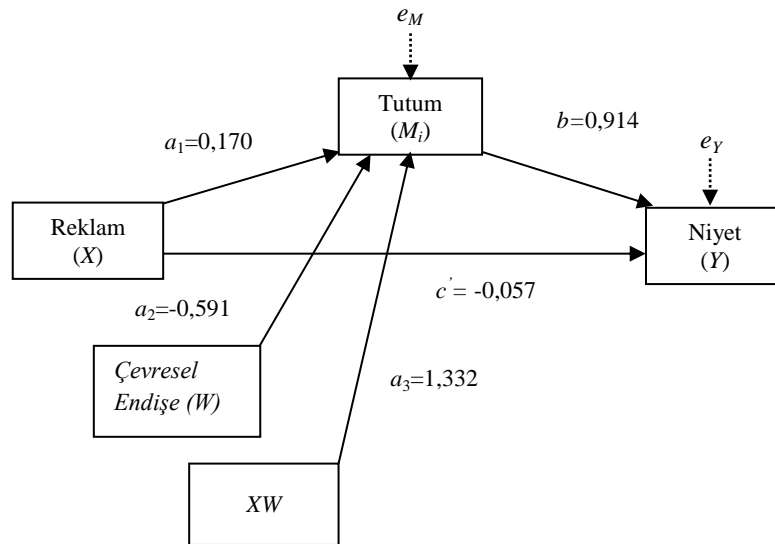 e_M
Tutum
(M_i)
a_1=0,170
b=0,914
e_Y
Reklam
(X)
Niyet
(Y)
c'= -0,057
a_2=-0,591
Çevresel
Endişe (W)
a_3=1,332
XW